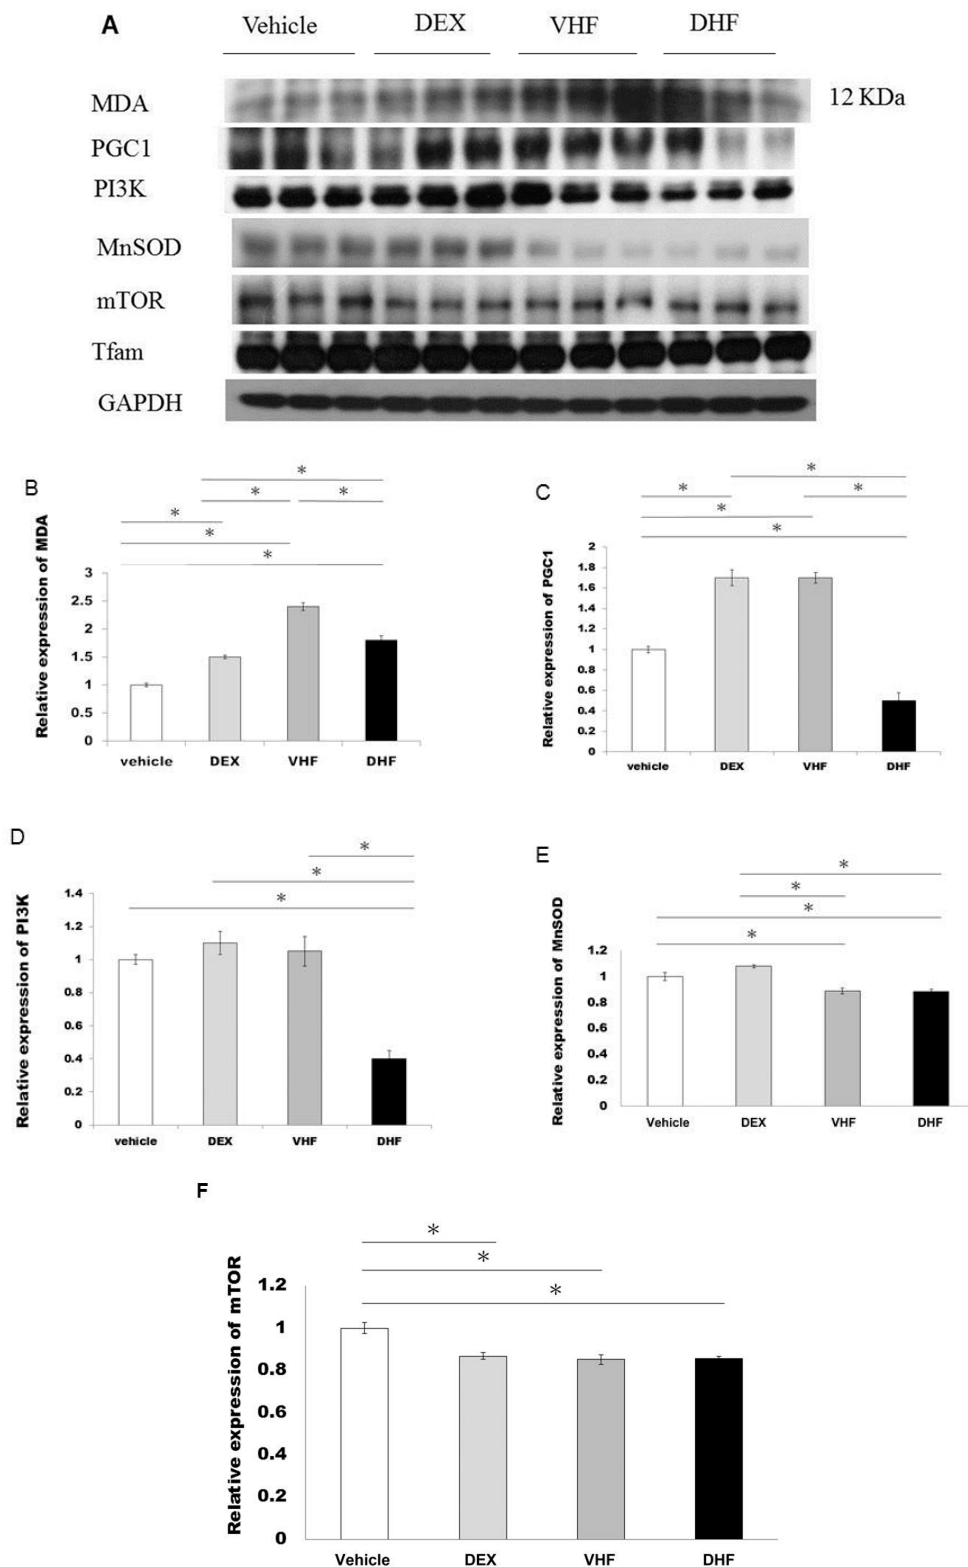 A
Vehicle DEX VHF DHF
MDA 12 KDa
PGC1
PI3K
MnSOD
mTOR
Tfam
GAPDH
B
* * * * * *
Relative expression of MDA
3
2.5
2
1.5
1
0.5
0
vehicle DEX VHF DHF
C
* * * * *
Relative expression of PGC1
2
1.8
1.6
1.4
1.2
1
0.8
0.6
0.4
0.2
0
vehicle DEX VHF DHF
D
* * *
Relative expression of PI3K
1.4
1.2
1
0.8
0.6
0.4
0.2
0
vehicle DEX VHF DHF
E
* * * *
Relative expression of MnSOD
1.2
1
0.8
0.6
0.4
0.2
0
Vehicle DEX VHF DHF
F
* * *
Relative expression of mTOR
1.2
1
0.8
0.6
0.4
0.2
0
Vehicle DEX VHF DHF